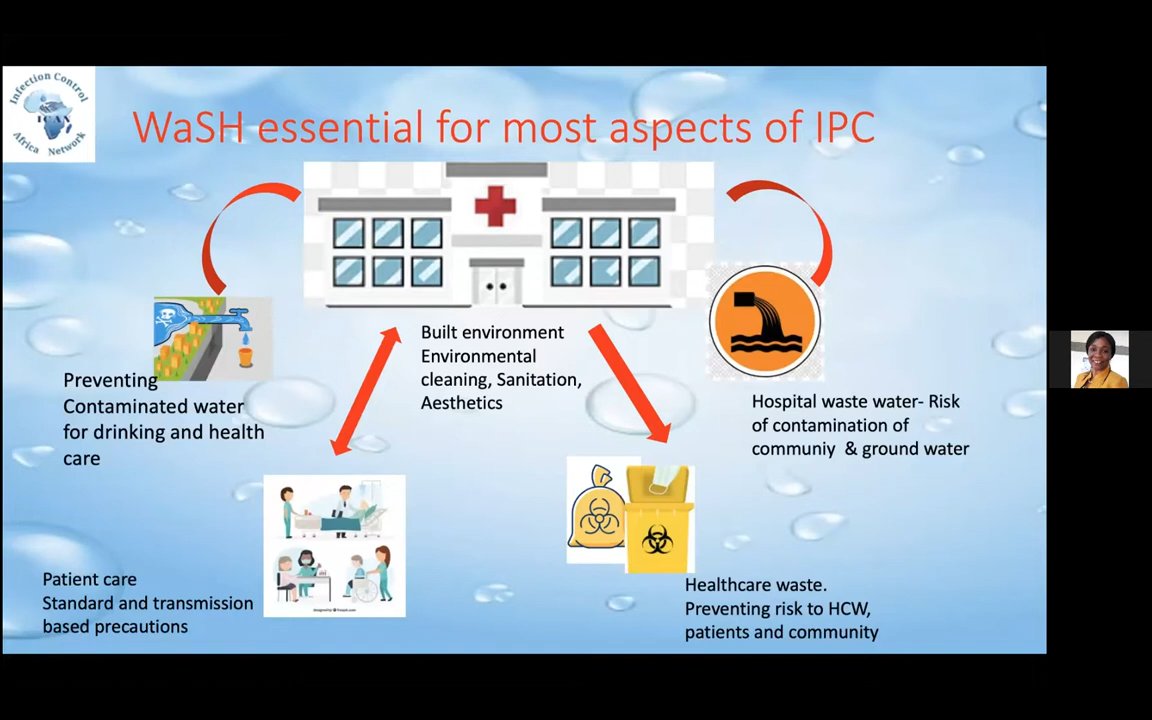 Infection Control
ICAN
Africa Network
WaSH essential for most aspects of IPC
Built environment
Environmental
cleaning, Sanitation,
Aesthetics
Preventing
Contaminated water
for drinking and health
care
Hospital waste water- Risk
of contamination of
communiy & ground water
Patient care
Standard and transmission
based precautions
Healthcare waste.
Preventing risk to HCW,
patients and community